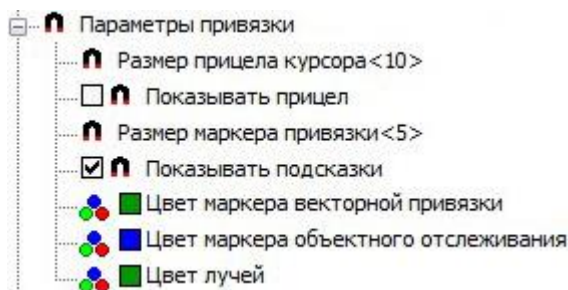 Параметры привязки
Размер прицела курсора<10>
Показывать прицел
Размер маркера привязки<5>
Показывать подсказки
Цвет маркера векторной привязки
Цвет маркера объектного отслеживания
Цвет лучей